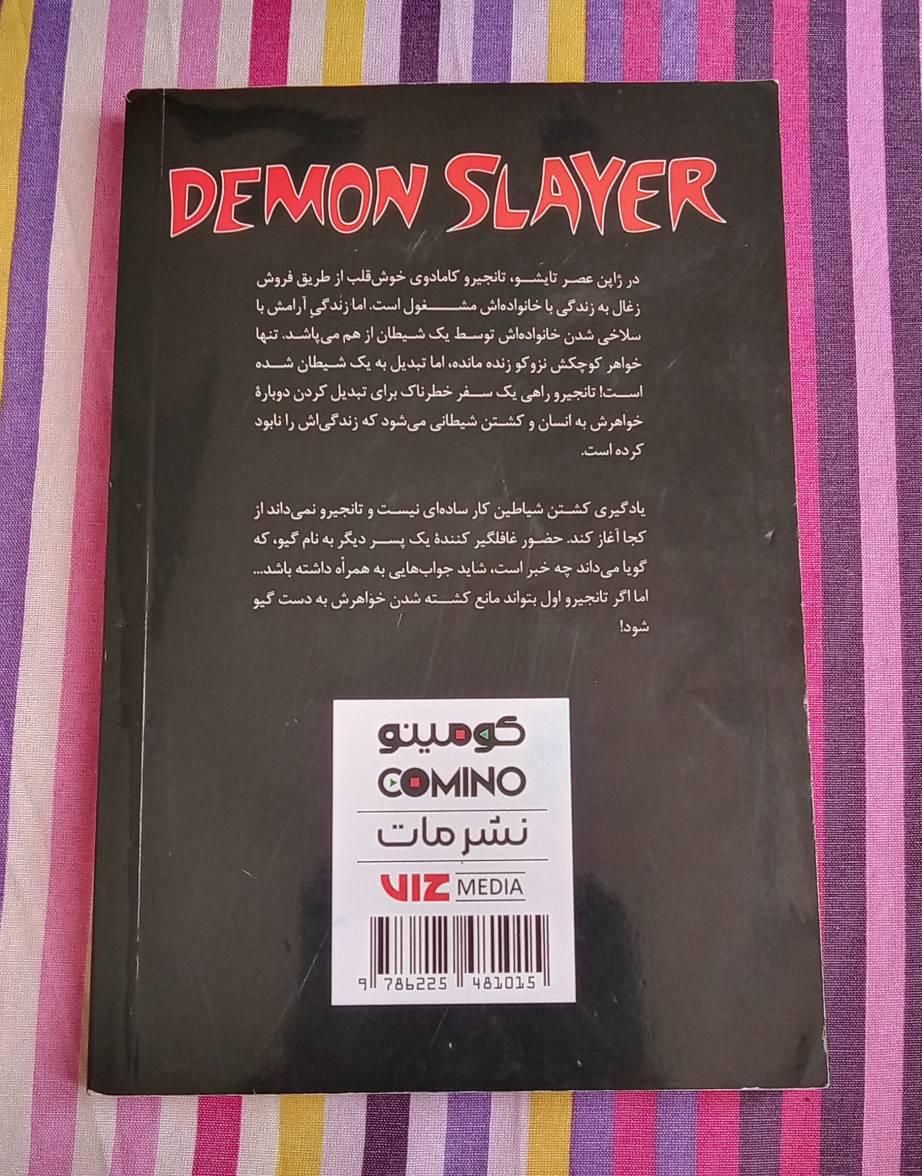 DEMON SLAYER
در ژاپن عصر تایشو، تانجیرو کامادوی خوش‌قلب از طریق فروش
زغال به زندگی با خانواده‌اش مشغول است. اما زندگیِ آرامش با
سلاخی شدن خانواده‌اش توسط یک شیطان از هم می‌پاشد. تنها
خواهر کوچکش نزوکو زنده مانده، اما تبدیل به یک شیطان شده
است! تانجیرو راهی یک سفر خطرناک برای تبدیل کردن دوبارهٔ
خواهرش به انسان و کشتن شیطانی می‌شود که زندگی‌اش را نابود
کرده است.
یادگیری کشتن شیاطین کار ساده‌ای نیست و تانجیرو نمی‌داند از
کجا آغاز کند. حضور غافلگیر کنندهٔ یک پسر دیگر به نام گیو، که
گویا می‌داند چه خبر است، شاید جواب‌هایی به همراه داشته باشد...
اما اگر تانجیرو اول بتواند مانع کشته شدن خواهرش به دست گیو
شود!
کومینو
COMINO
نشر مات
VIZ MEDIA
9 786225 481015